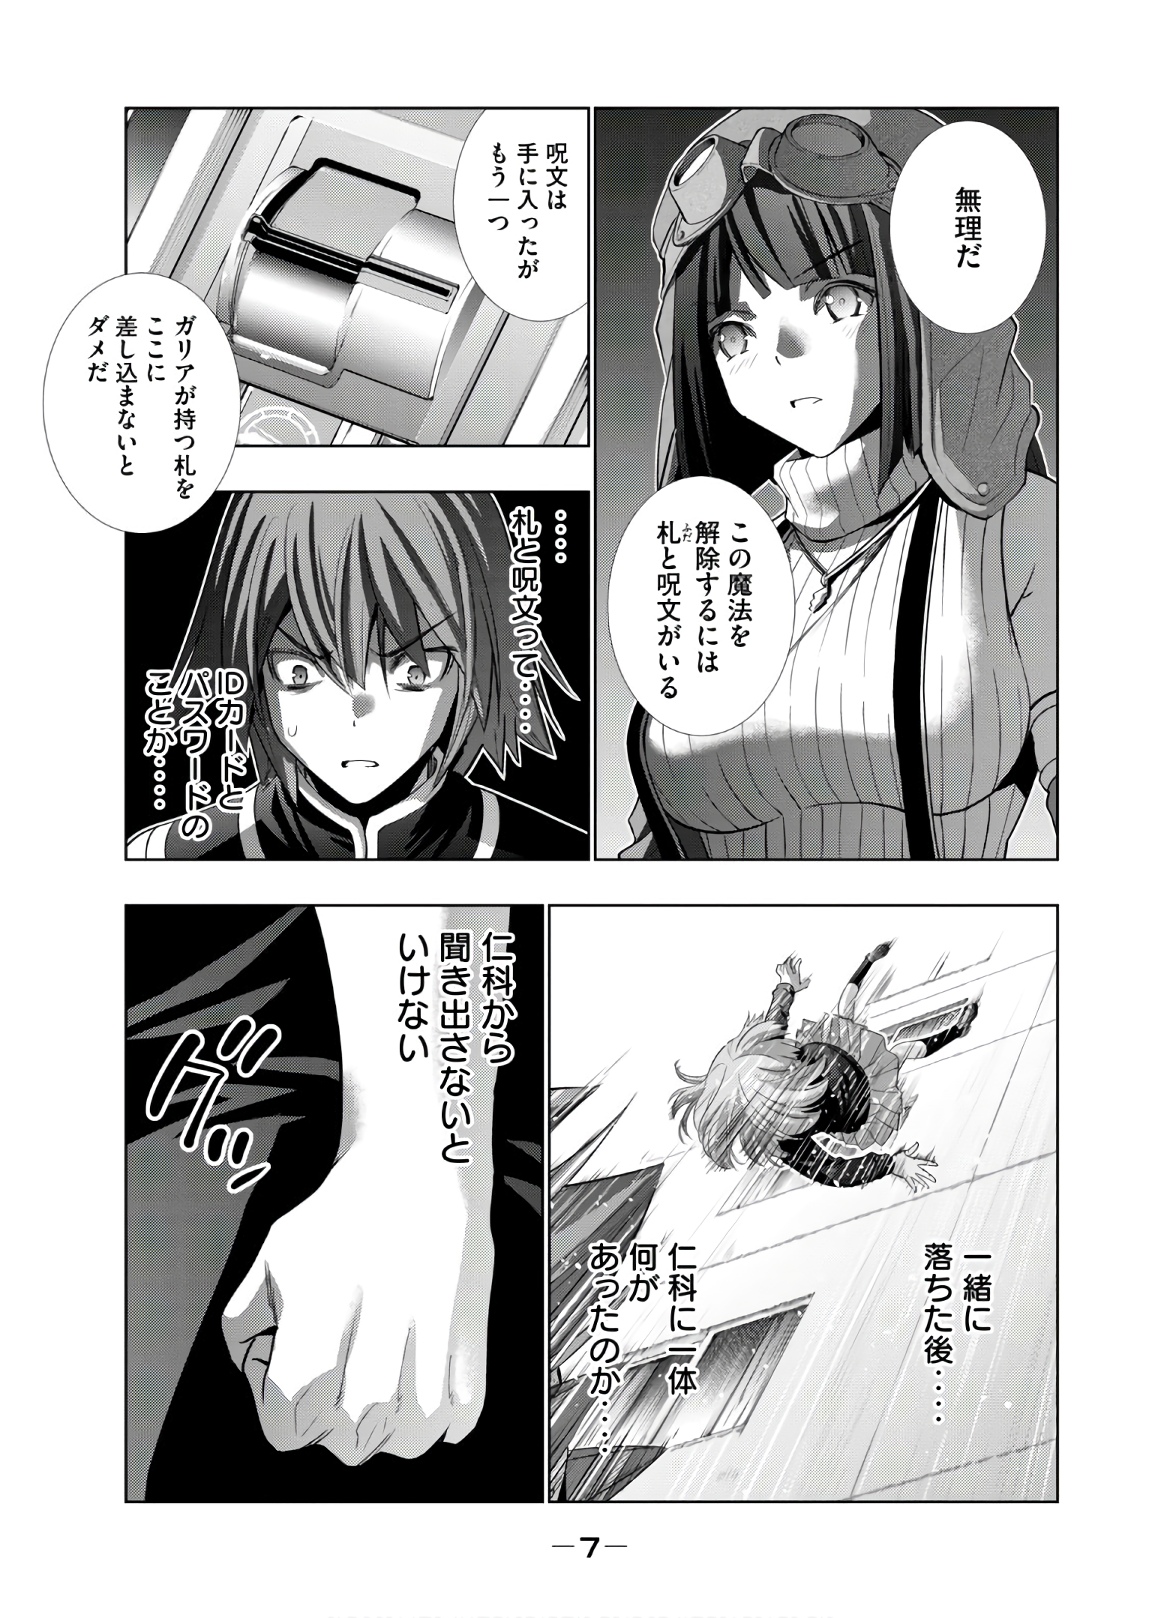 無理だ
この魔法を
解除するには
札と呪文がいる
ふだ
呪文は
手に入ったが
もう一つ
ガリアが持つ札を
ここに
差し込まないと
ダメだ
‥‥
札と呪文って‥‥
IDカードと
パスワードの
ことか‥‥
一緒に
落ちた後‥‥
仁科に一体
何が
あったのか‥‥
仁科から
聞き出さないと
いけない
グッ
—7—